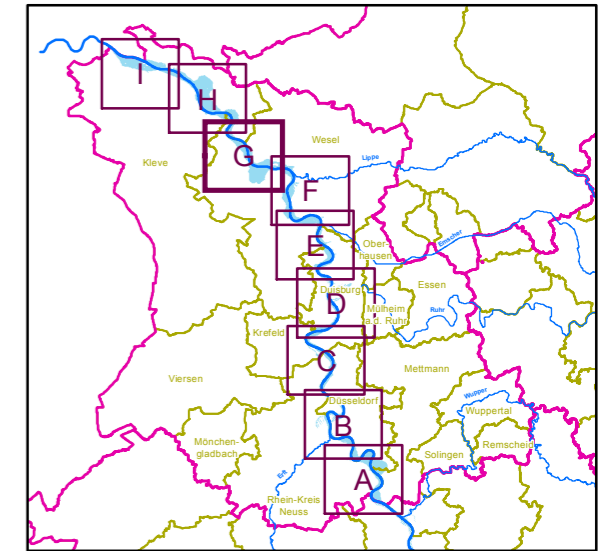 I
H
Wesel
G
Kleve
Lippe
F
Ober-
hausen
Emscher
E
Essen
Duisburg
D
Mülheim
a.d. Ruhr
Ruhr
Krefeld
C
Mettmann
Viersen
Wupper
Düsseldorf
Wuppertal
B
Mönchen-
gladbach
Remscheid
Solingen
Erft
A
Rhein-Kreis
Neuss